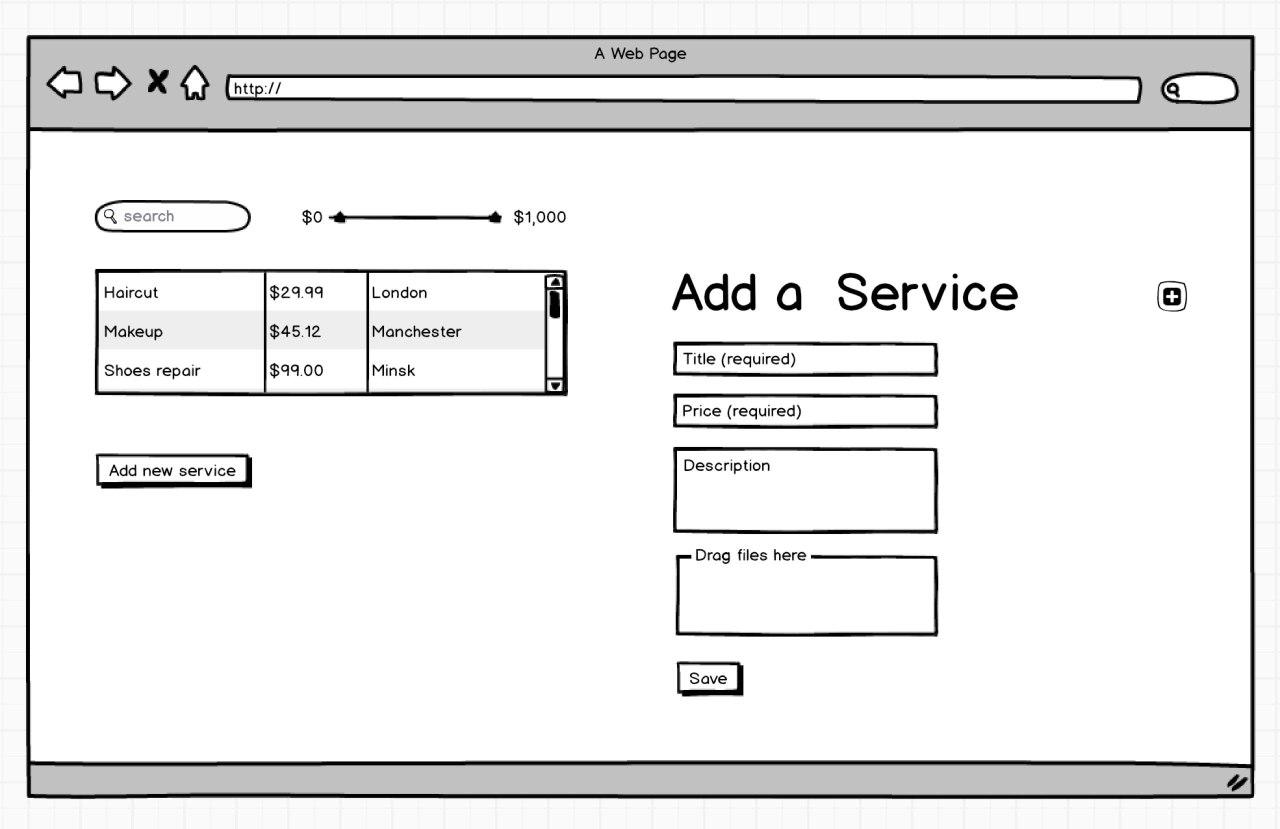 A Web Page
http://
search
$0 $1,000
Haircut $29.99 London
Makeup $45.12 Manchester
Shoes repair $99.00 Minsk
Add new service
Add a Service
Title (required)
Price (required)
Description
Drag files here
Save